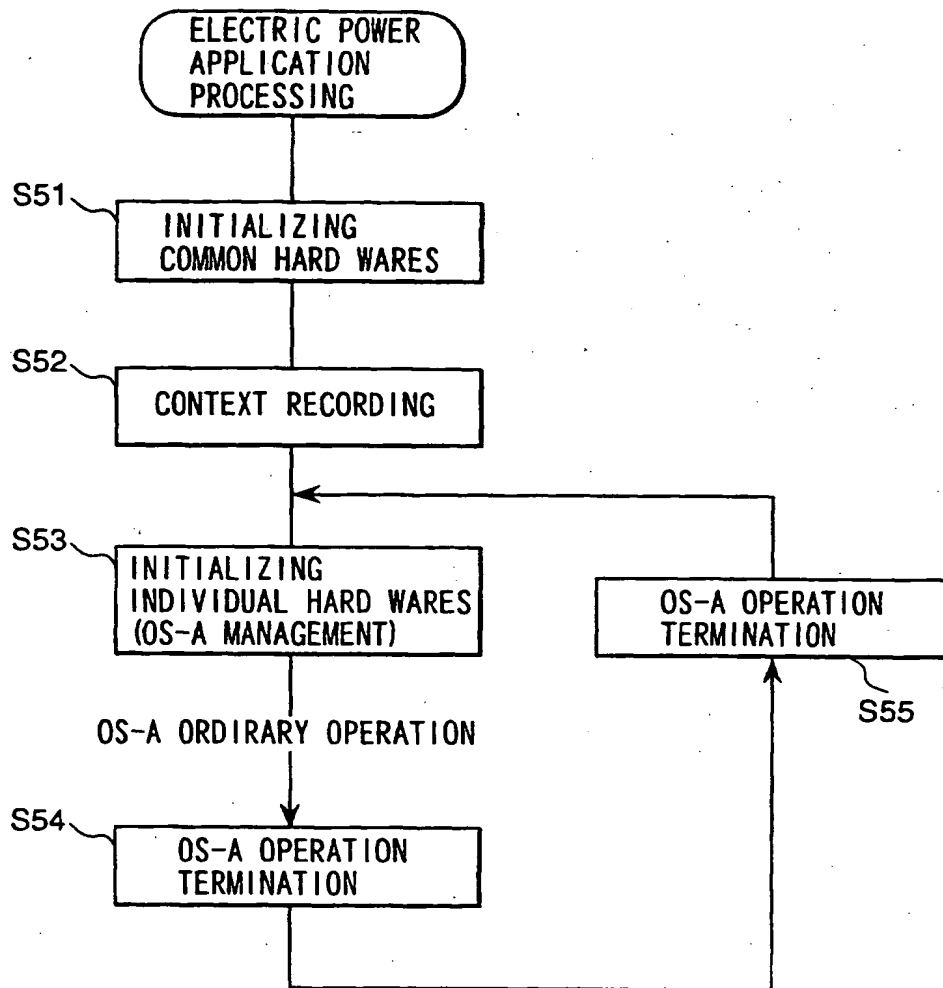 ELECTRIC POWER
APPLICATION
PROCESSING
S51
INITIALIZING
COMMON HARD WARES
S52
CONTEXT RECORDING
S53
INITIALIZING
INDIVIDUAL HARD WARES
(OS-A MANAGEMENT)
OS-A OPERATION
TERMINATION
S55
OS-A ORDIRARY OPERATION
S54
OS-A OPERATION
TERMINATION